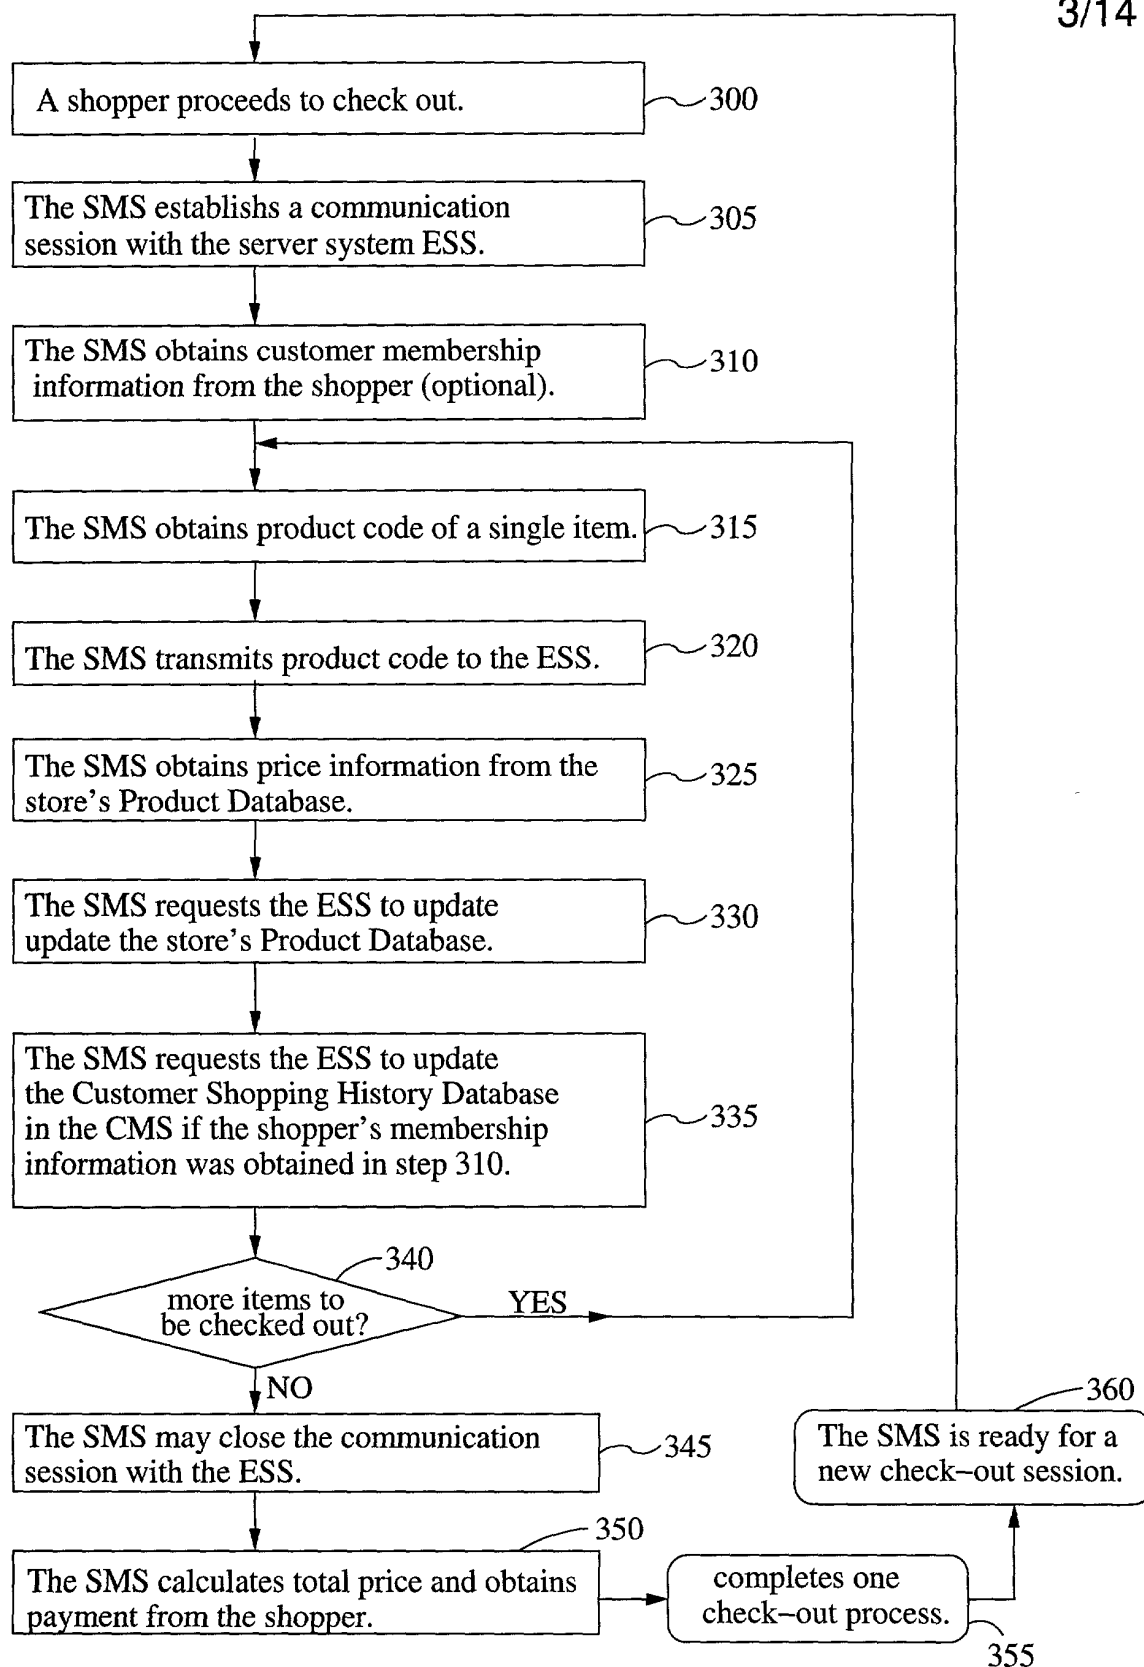 3/14
A shopper proceeds to check out.
300
The SMS establishs a communication
session with the server system ESS.
305
The SMS obtains customer membership
information from the shopper (optional).
310
The SMS obtains product code of a single item.
315
The SMS transmits product code to the ESS.
320
The SMS obtains price information from the
store's Product Database.
325
The SMS requests the ESS to update
update the store's Product Database.
330
The SMS requests the ESS to update
the Customer Shopping History Database
in the CMS if the shopper's membership
information was obtained in step 310.
335
340
more items to
be checked out?
YES
NO
The SMS may close the communication
session with the ESS.
345
350
The SMS calculates total price and obtains
payment from the shopper.
completes one
check–out process.
355
360
The SMS is ready for a
new check–out session.